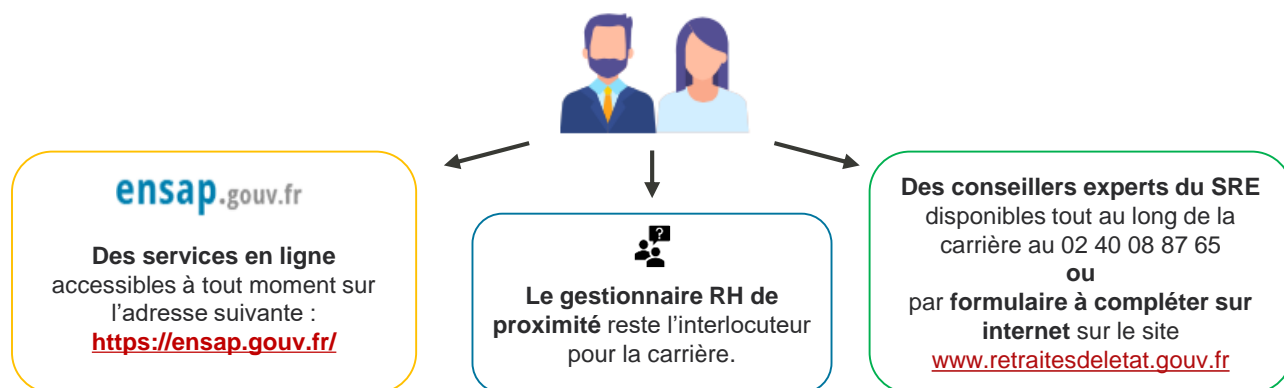 ensap.gouv.fr
Des services en ligne
accessibles à tout moment sur
l'adresse suivante :
https://ensap.gouv.fr/
?
Le gestionnaire RH de
proximité reste l'interlocuteur
pour la carrière.
Des conseillers experts du SRE
disponibles tout au long de la
carrière au 02 40 08 87 65
ou
par formulaire à compléter sur
internet sur le site
www.retraitesdeletat.gouv.fr